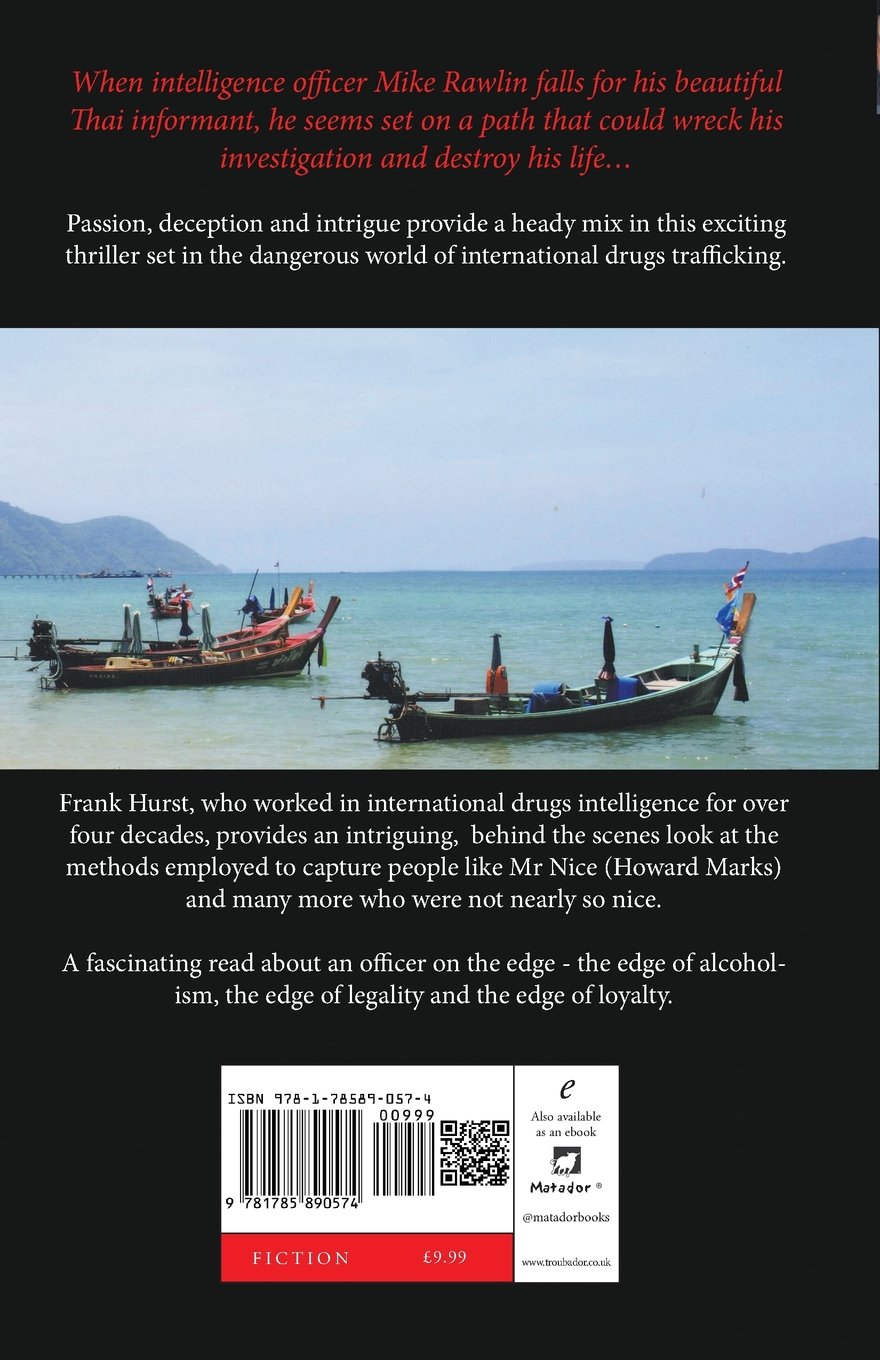 When intelligence officer Mike Rawlin falls for his beautiful
Thai informant, he seems set on a path that could wreck his
investigation and destroy his life…
Passion, deception and intrigue provide a heady mix in this exciting
thriller set in the dangerous world of international drugs trafficking.
Frank Hurst, who worked in international drugs intelligence for over
four decades, provides an intriguing,  behind the scenes look at the
methods employed to capture people like Mr Nice (Howard Marks)
and many more who were not nearly so nice.
A fascinating read about an officer on the edge - the edge of alcohol-
ism, the edge of legality and the edge of loyalty.
ISBN 978-1-78589-057-4
00999
9 781785 890574
FICTION £9.99
e
Also available
as an ebook
Matador ®
@matadorbooks
www.troubador.co.uk